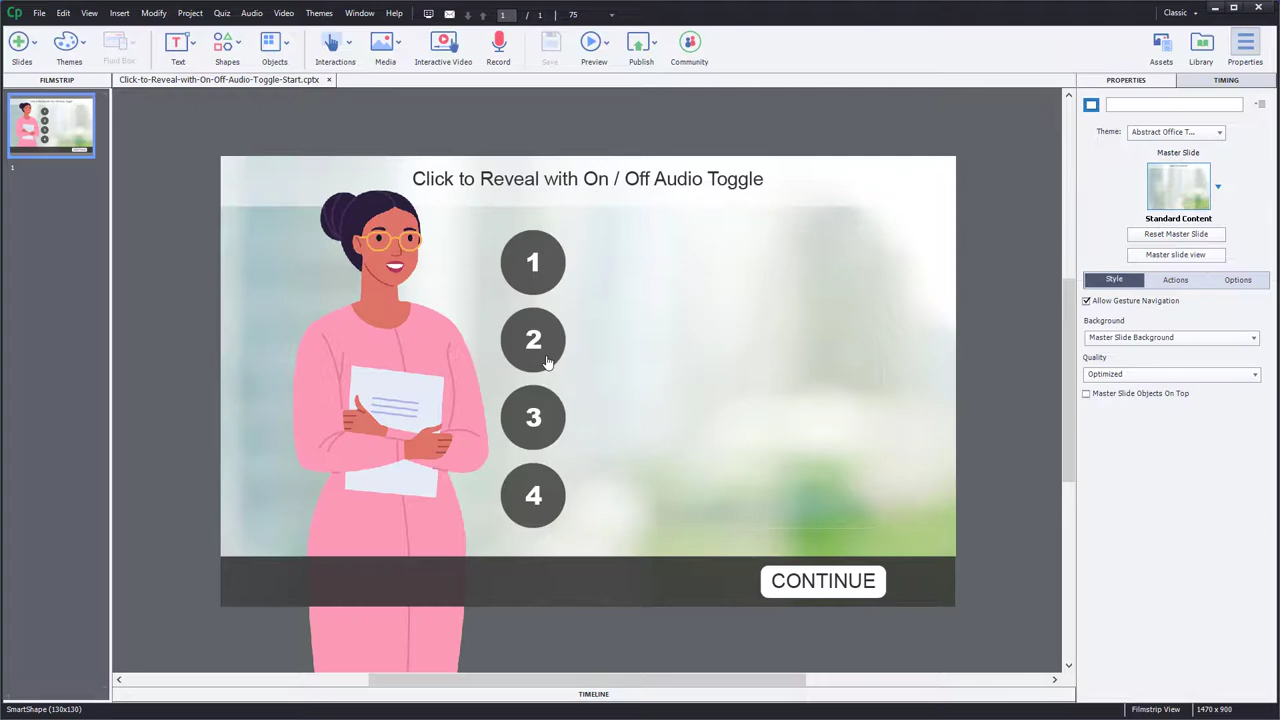 Cp File Edit View Insert Modify Project Quiz Audio Video Themes Window Help 1 / 1 75 Classic
Slides Themes Fluid Box Text Shapes Objects Interactions Media Interactive Video Record Save Preview Publish Community Assets Library Properties
FILMSTRIP Click-to-Reveal-with-On-Off-Audio-Toggle-Start.cptx × PROPERTIES TIMING
1
Theme: Abstract Office T...
Master Slide
Standard Content
Reset Master Slide
Master slide view
Style Actions Options
Allow Gesture Navigation
Background
Master Slide Background
Quality
Optimized
Master Slide Objects On Top
Click to Reveal with On / Off Audio Toggle
1
2
3
4
CONTINUE
TIMELINE
SmartShape (130x130) Filmstrip View 1470 x 900